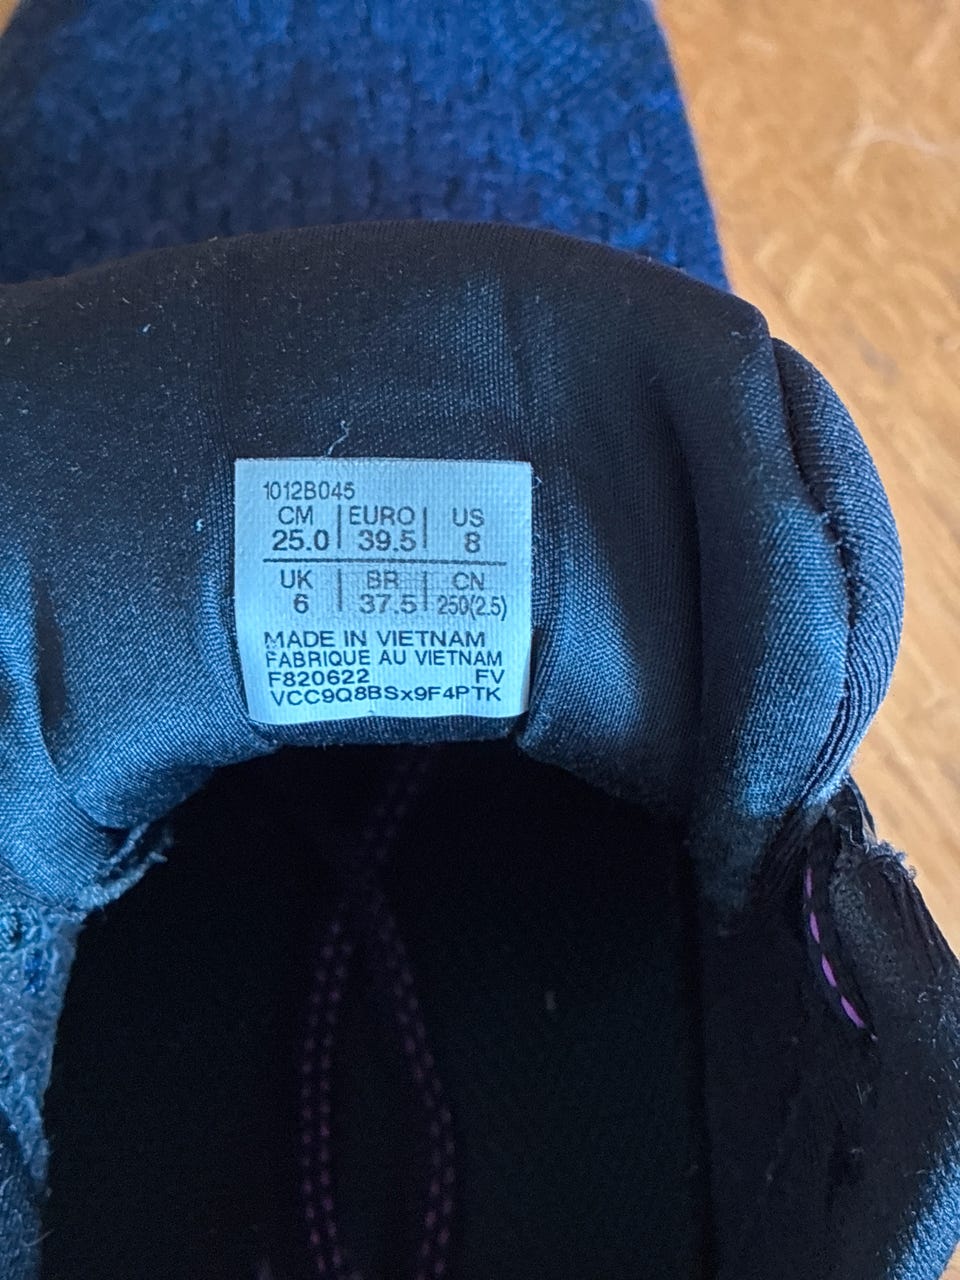 1012B045
CM | EURO | US
25.0 | 39.5 | 8
UK | BR | CN
6 | 37.5 | 250(2.5)
MADE IN VIETNAM
FABRIQUE AU VIETNAM
F820622 FV
VCC9Q8BSx9F4PTK